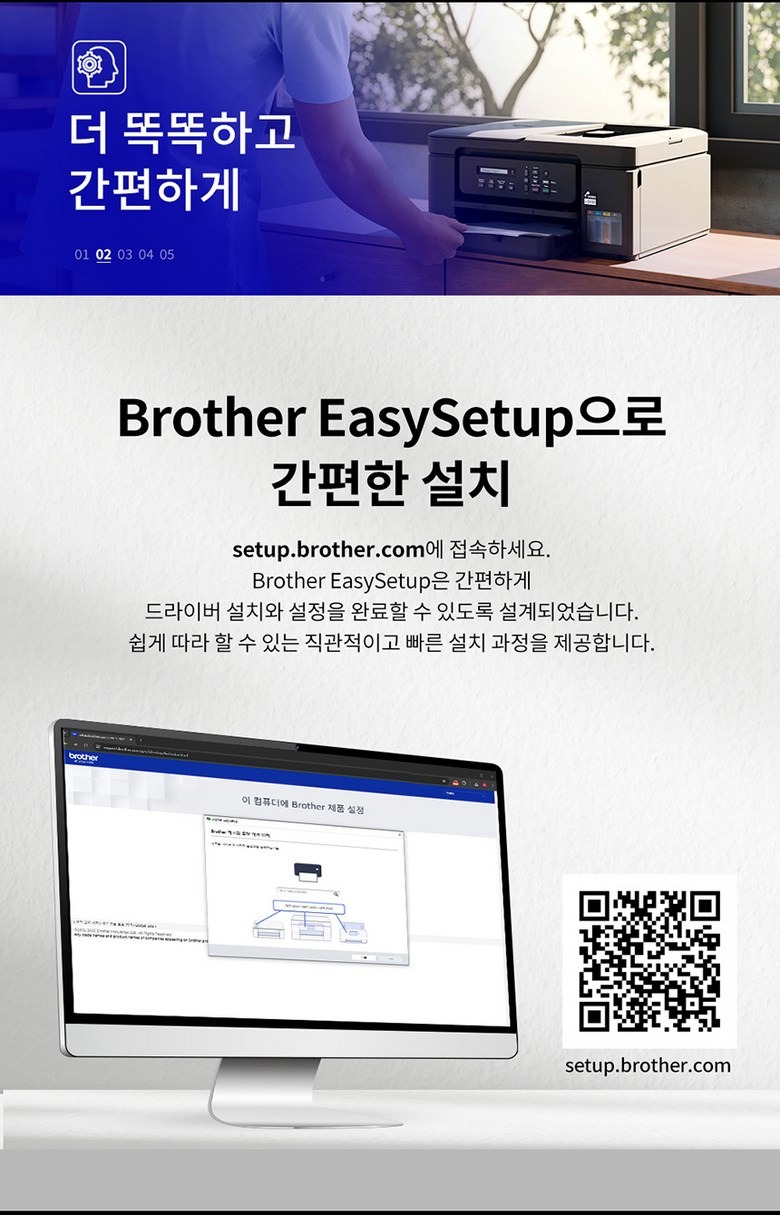 더 똑똑하고
간편하게
01 02 03 04 05
Brother EasySetup으로
간편한 설치
setup.brother.com에 접속하세요.
Brother EasySetup은 간편하게
드라이버 설치와 설정을 완료할 수 있도록 설계되었습니다.
쉽게 따라 할 수 있는 직관적이고 빠른 설치 과정을 제공합니다.
brother
이 컴퓨터에 Brother 제품 설정
setup.brother.com